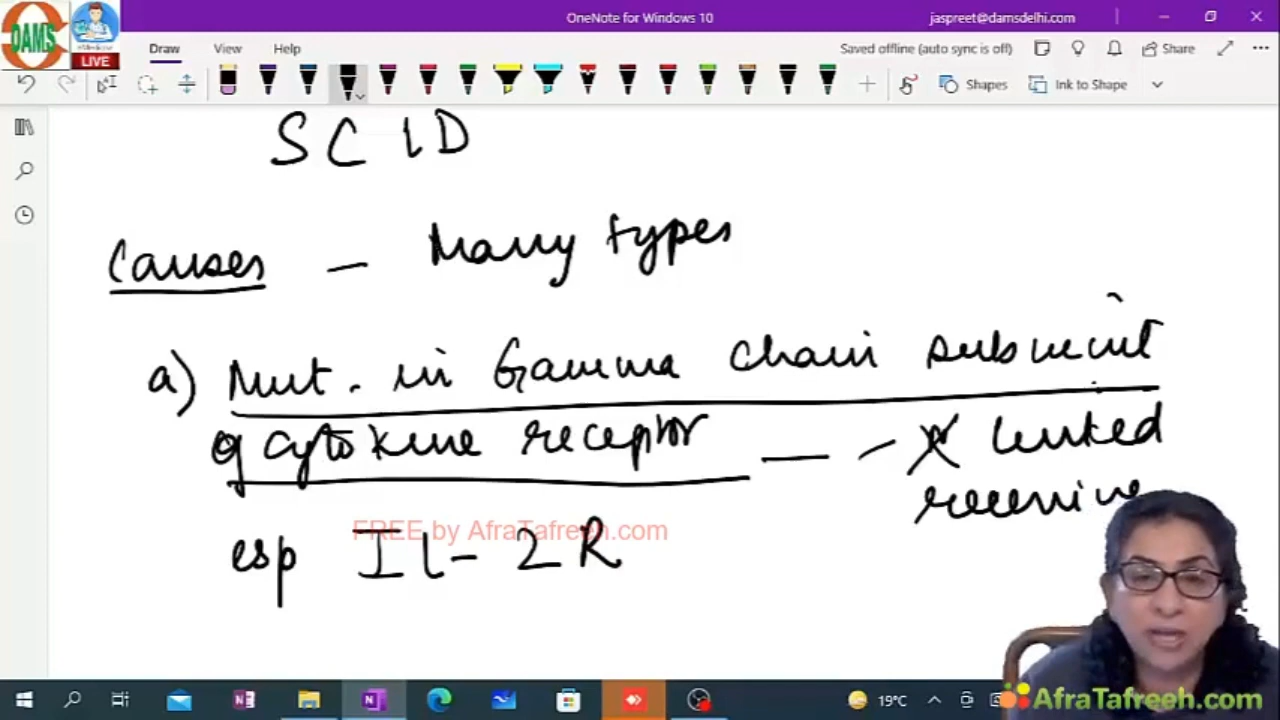 DAMS
eMedicoz
LIVE
OneNote for Windows 10
jaspreet@damsdelhi.com
Draw View Help
Saved offline (auto sync is off)
Share
Shapes
Ink to Shape
SCID
Causes - Many types
a) Mut. in Gamma chain subunit
of cytokine receptor — - X linked
recessive
esp Il-2R
FREE by AfraTafreeh.com
19°C
AfraTafreeh.com